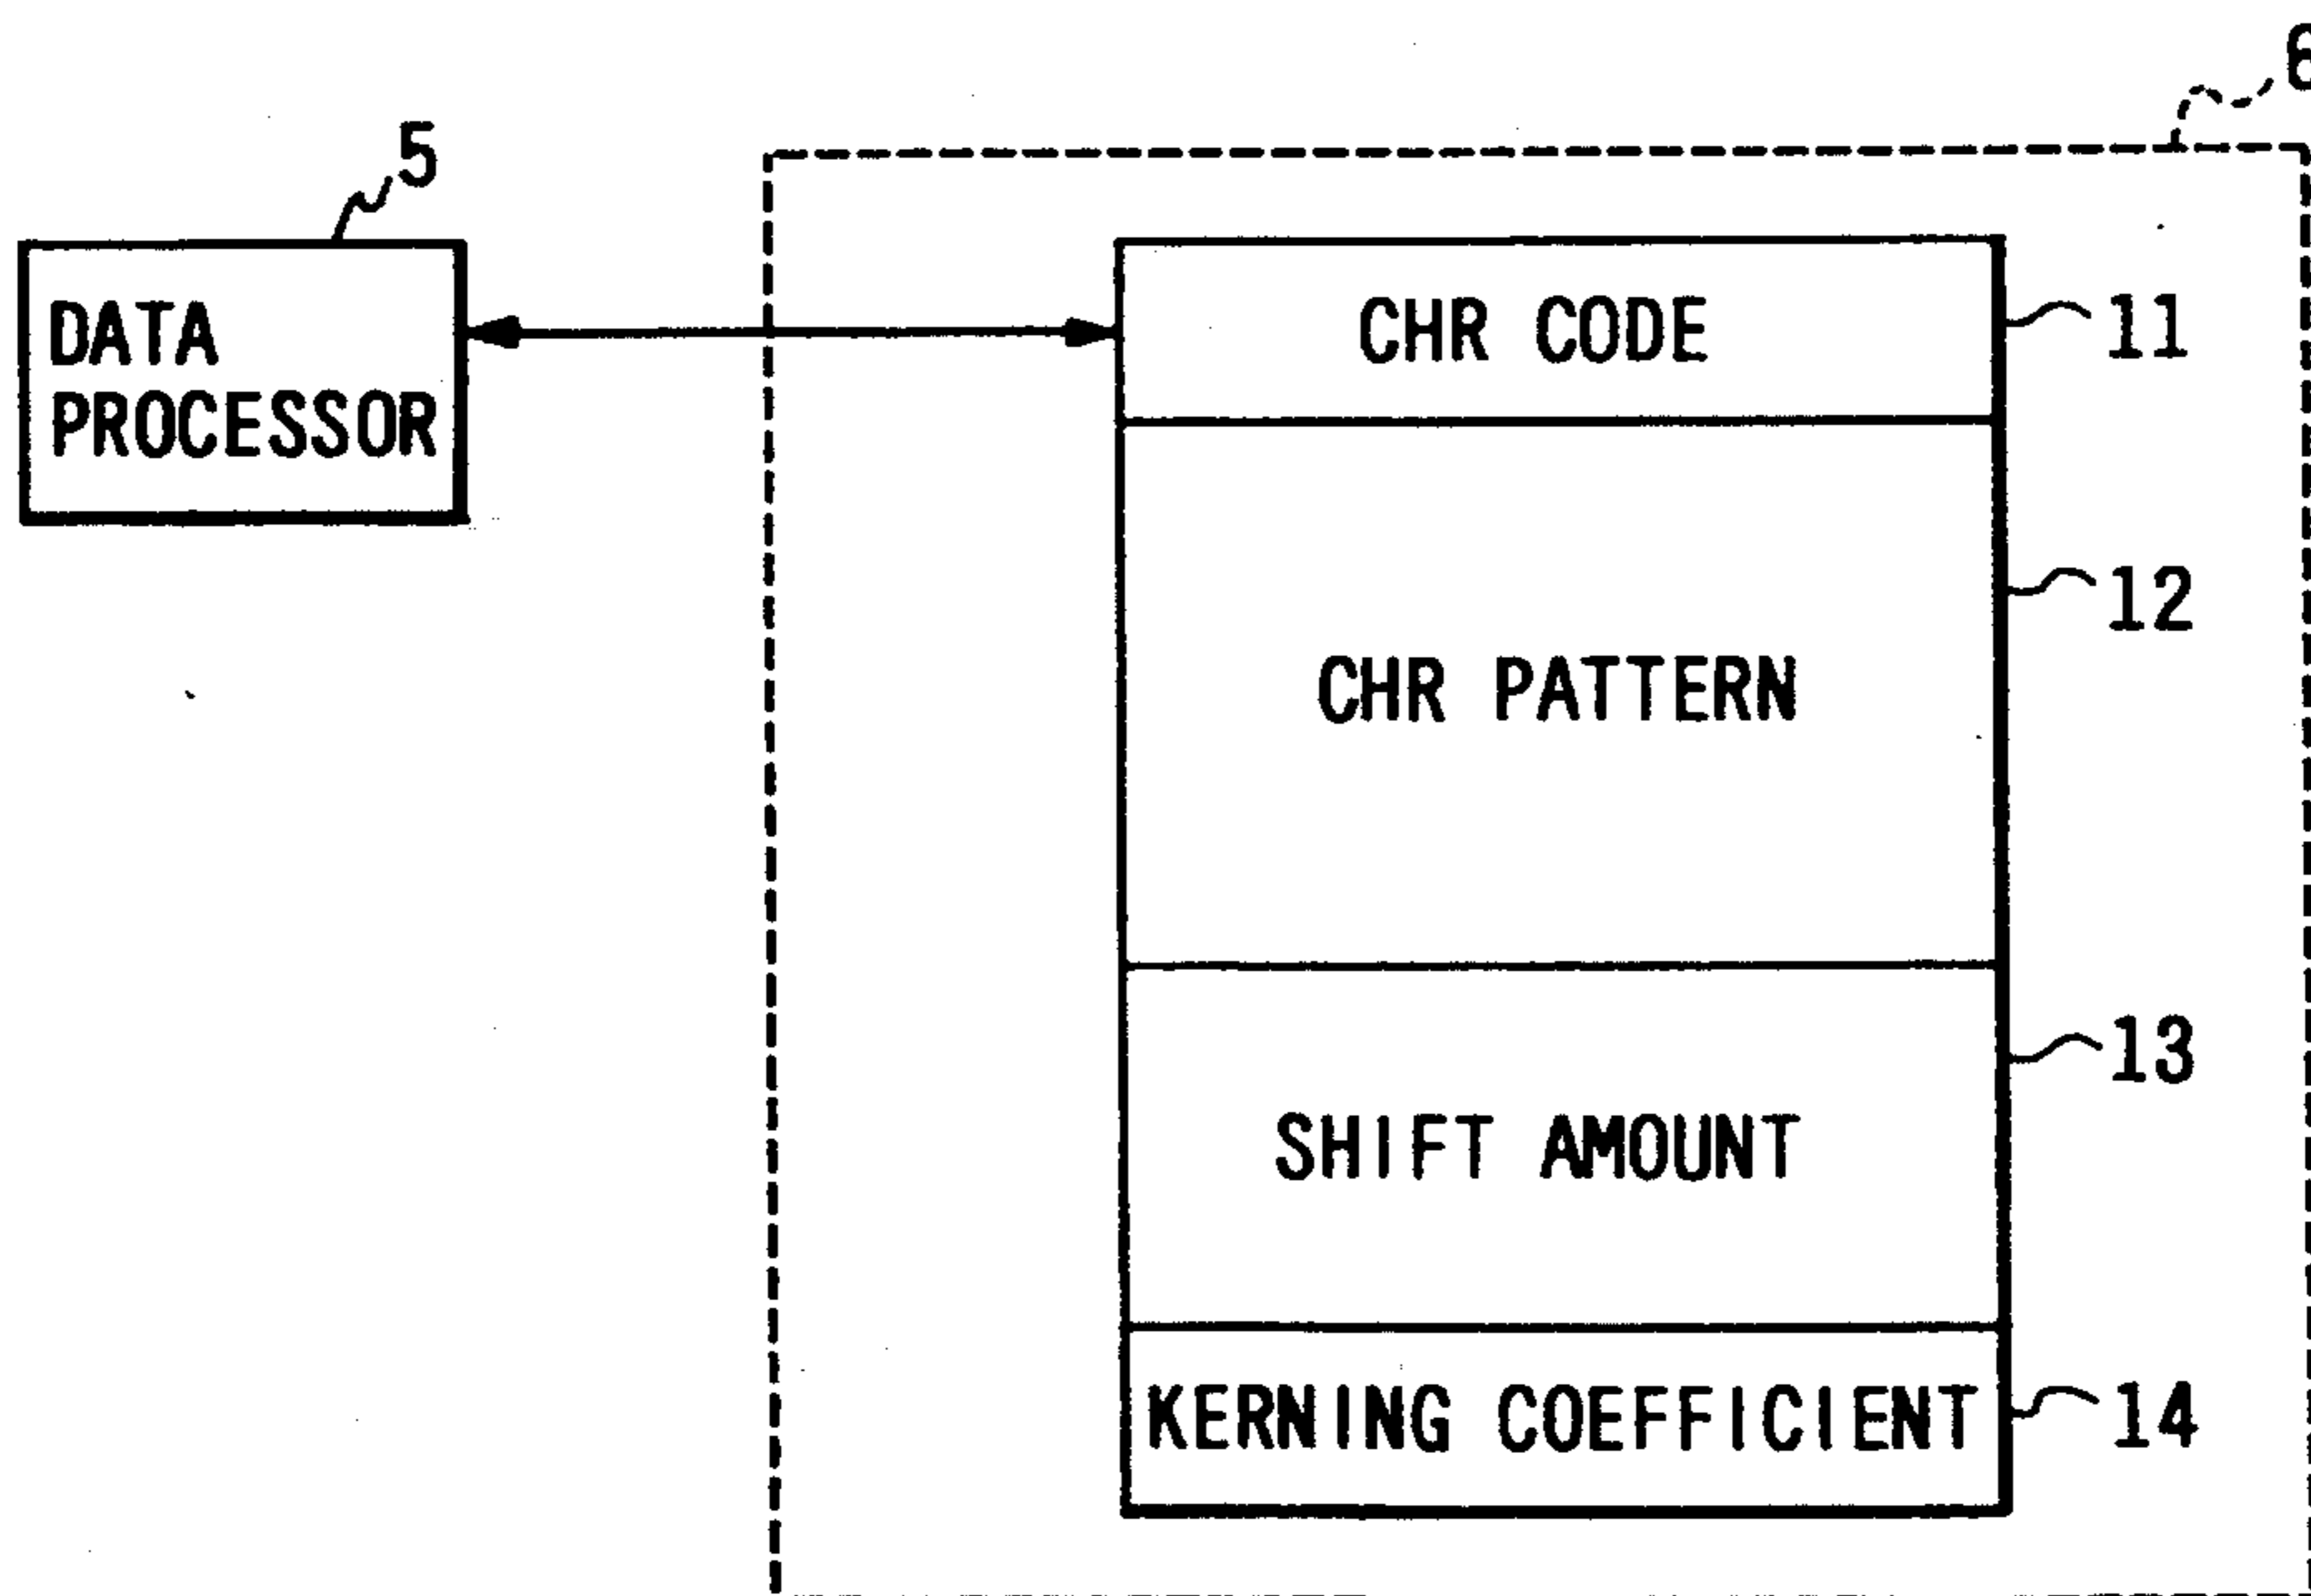 6
5
DATA
PROCESSOR
CHR CODE
11
CHR PATTERN
12
SHIFT AMOUNT
13
KERNING COEFFICIENT
14